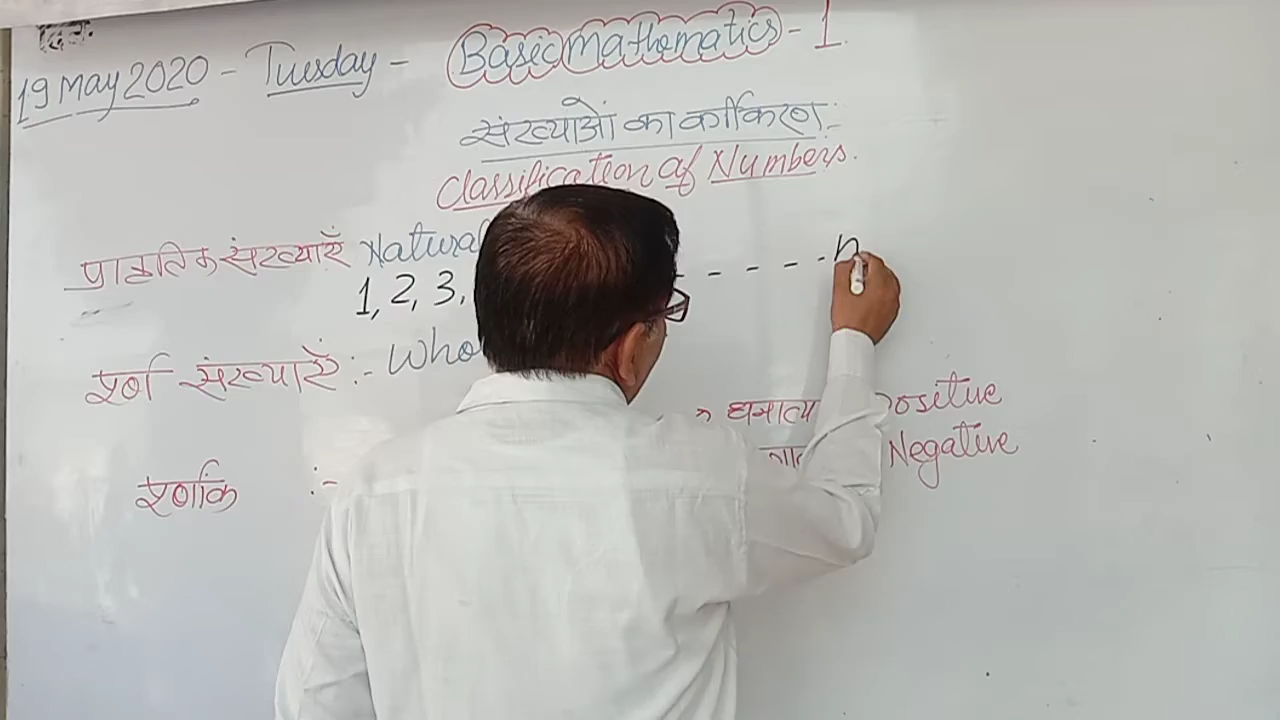 19 May 2020 - Tuesday - Basic Mathematics - 1
संख्याओं का वर्गीकरण:-
Classification of Numbers.
प्राकृतिक संख्याएँ Natural
1, 2, 3, - - - - n
पूर्ण संख्याएँ :- Who
धनात्म Positive
Negative
पूर्णांक :-